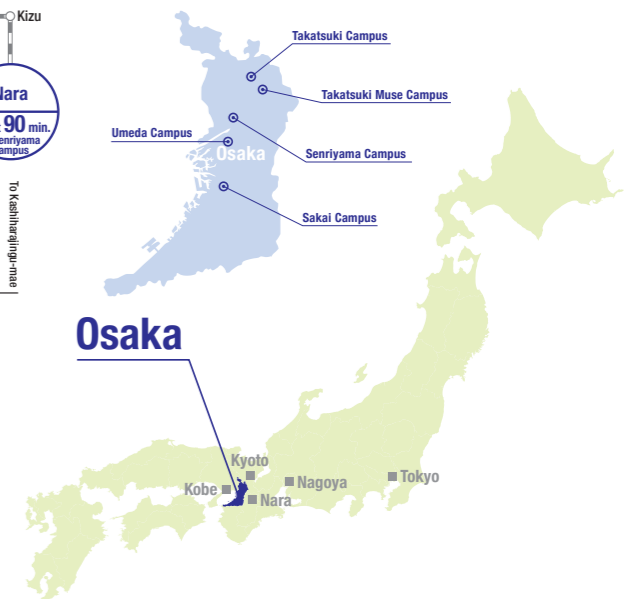 Kizu
Nara
90 min.
Senriyama
Campus
To Kashiharajingu-mae
Takatsuki Campus
Takatsuki Muse Campus
Umeda Campus
Osaka
Senriyama Campus
Sakai Campus
Osaka
Kyoto
Kobe
Nara
Nagoya
Tokyo